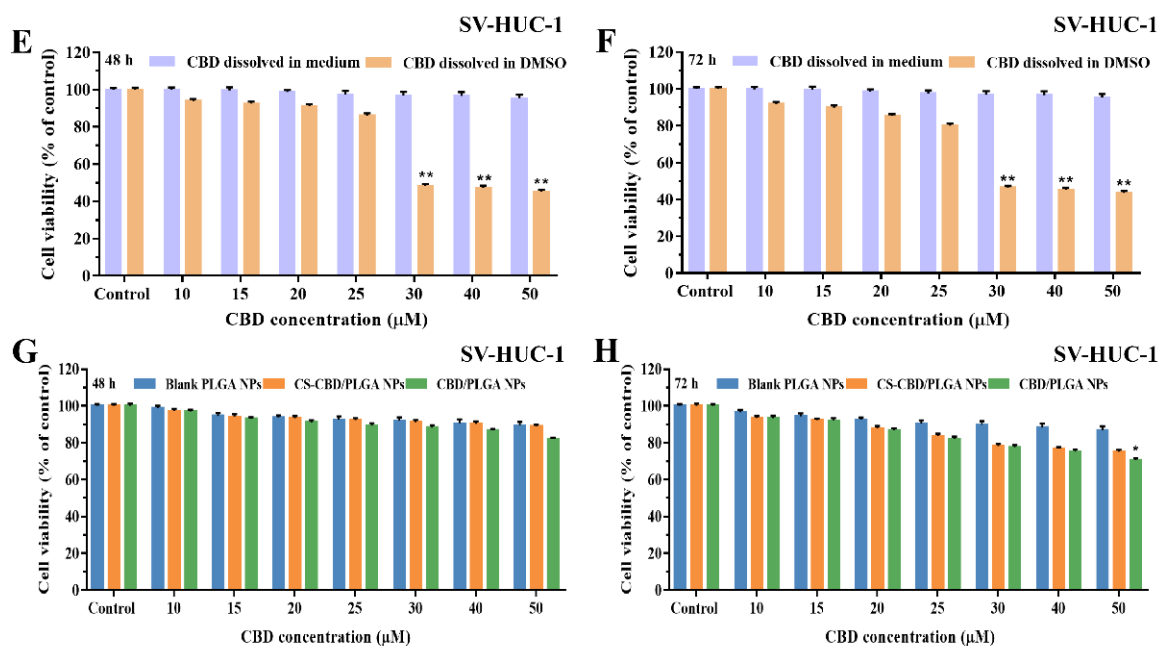 E
SV-HUC-1
48 h
CBD dissolved in medium
CBD dissolved in DMSO
Cell viability (% of control)
120
100
80
60
40
20
0
**
**
**
Control 10 15 20 25 30 40 50
CBD concentration (μM)
F
SV-HUC-1
72 h
CBD dissolved in medium
CBD dissolved in DMSO
Cell viability (% of control)
120
100
80
60
40
20
0
**
**
**
Control 10 15 20 25 30 40 50
CBD concentration (μM)
G
SV-HUC-1
48 h
Blank PLGA NPs
CS-CBD/PLGA NPs
CBD/PLGA NPs
Cell viability (% of control)
120
100
80
60
40
20
0
Control 10 15 20 25 30 40 50
CBD concentration (μM)
H
SV-HUC-1
72 h
Blank PLGA NPs
CS-CBD/PLGA NPs
CBD/PLGA NPs
Cell viability (% of control)
120
100
80
60
40
20
0
*
Control 10 15 20 25 30 40 50
CBD concentration (μM)